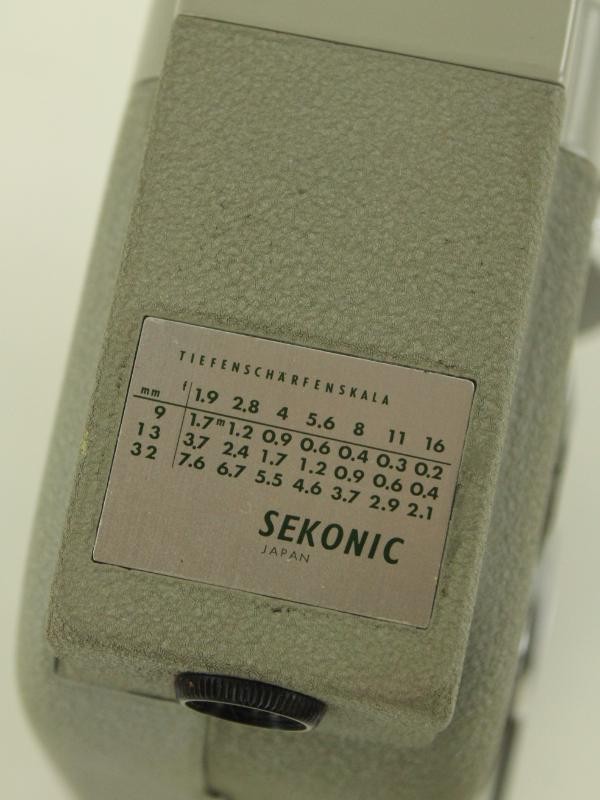 TIEFENSCHÄRFENSKALA
mm f 1.9 2.8 4 5.6 8 11 16
9 1.7m 1.2 0.9 0.6 0.4 0.3 0.2
13 3.7 2.4 1.7 1.2 0.9 0.6 0.4
32 7.6 6.7 5.5 4.6 3.7 2.9 2.1
SEKONIC
JAPAN